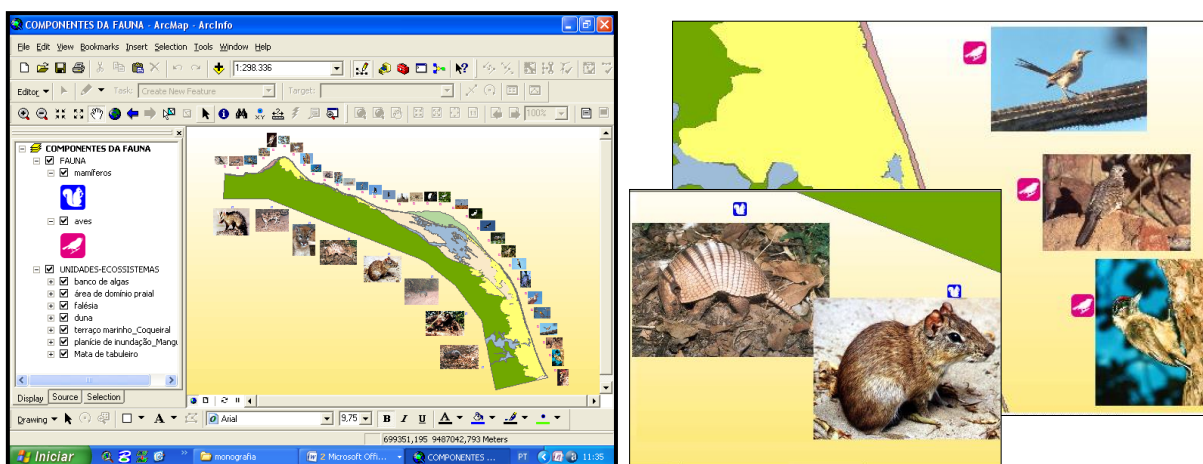 COMPONENTES DA FAUNA - ArcMap - ArcInfo
File Edit View Bookmarks Insert Selection Tools Window Help
1:298.336
Editor Task: Create New Feature Target:
100%
COMPONENTES DA FAUNA
FAUNA
mamíferos
aves
UNIDADES-ECOSSISTEMAS
banco de algas
área de domínio praial
falésia
duna
terraço marinho_Coqueiral
planície de inundação_Mangu
Mata de tabuleiro
Display Source Selection
Drawing A Arial 9,75 B I U A
699351,195 9487042,793 Meters
Iniciar monografia 2 Microsoft Offi... COMPONENTES ... PT 11:35